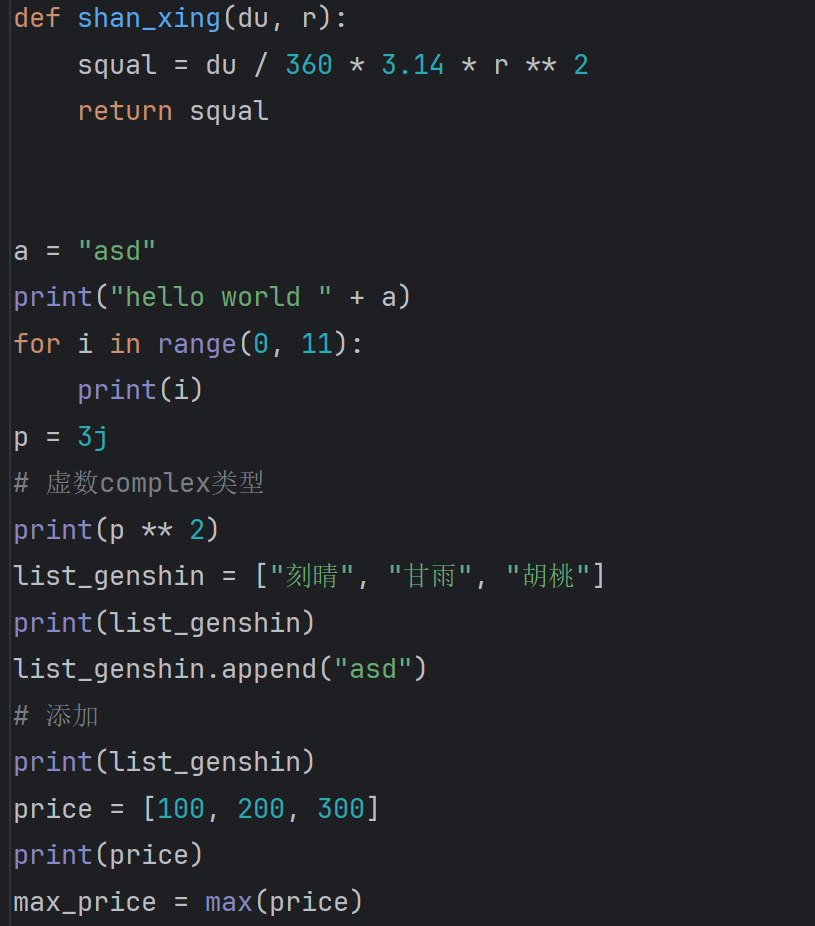 def shan_xing(du, r):
    squal = du / 360 * 3.14 * r ** 2
    return squal
a = "asd"
print("hello world " + a)
for i in range(0, 11):
    print(i)
p = 3j
# 虚数complex类型
print(p ** 2)
list_genshin = ["刻晴", "甘雨", "胡桃"]
print(list_genshin)
list_genshin.append("asd")
# 添加
print(list_genshin)
price = [100, 200, 300]
print(price)
max_price = max(price)